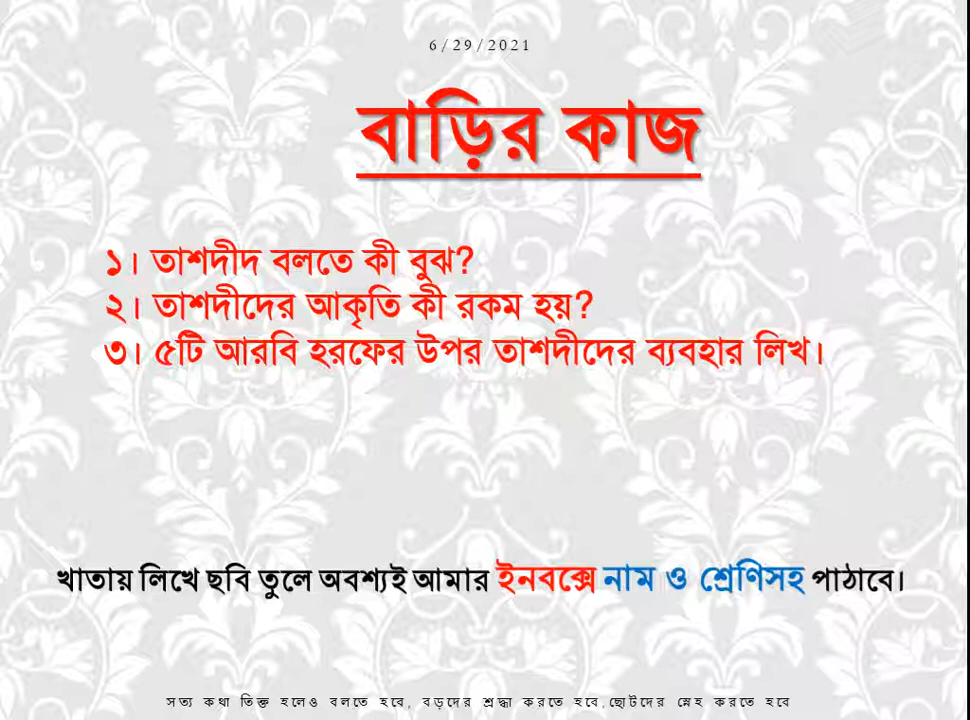 6/29/2021
বাড়ির কাজ
১। তাশদীদ বলতে কী বুঝ?
২। তাশদীদের আকৃতি কী রকম হয়?
৩। ৫টি আরবি হরফের উপর তাশদীদের ব্যবহার লিখ।
খাতায় লিখে ছবি তুলে অবশ্যই আমার ইনবক্সে নাম ও শ্রেণিসহ পাঠাবে।
সত্য কথা তিক্ত হলেও বলতে হবে, বড়দের শ্রদ্ধা করতে হবে,ছোটদের স্নেহ করতে হবে